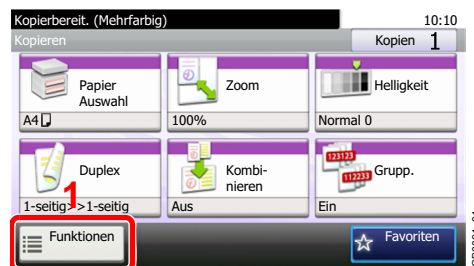 Kopierbereit. (Mehrfarbig)
10:10
Kopieren
Kopien 1
Papier
Auswahl
A4
Zoom
100%
Helligkeit
Normal 0
Duplex
1-seitig>>1-seitig
Kombi-
nieren
Aus
123123
112233
Grupp.
Ein
1
Funktionen
Favoriten